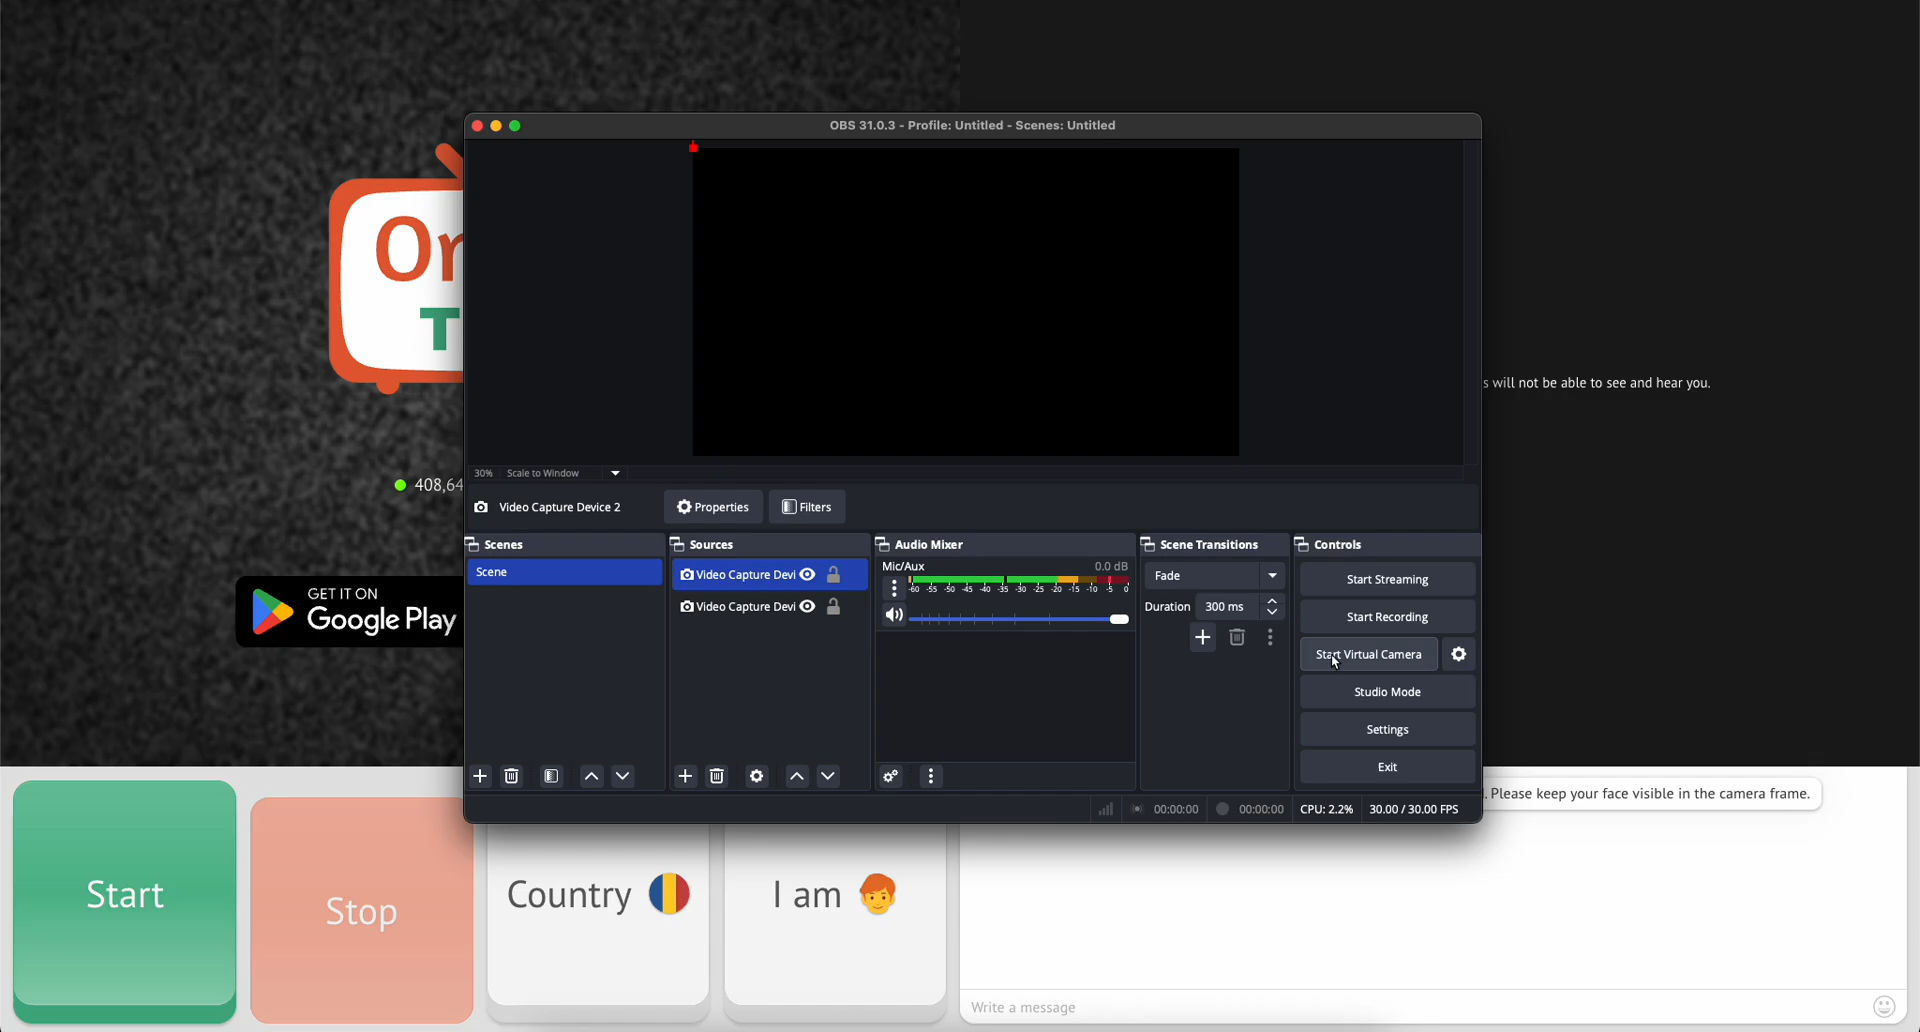 OBS 31.0.3 - Profile: Untitled - Scenes: Untitled
s will not be able to see and hear you.
30% Scale to Window
408,64
Video Capture Device 2 Properties Filters
Scenes Sources Audio Mixer Scene Transitions Controls
Scene
Video Capture Devi
Video Capture Devi
Mic/Aux 0.0 dB
-60 -55 -50 -45 -40 -35 -30 -25 -20 -15 -10 -5 0
Fade
Duration 300 ms
Start Streaming
Start Recording
Start Virtual Camera
Studio Mode
Settings
Exit
GET IT ON
Google Play
00:00:00 00:00:00 CPU: 2.2% 30.00 / 30.00 FPS
. Please keep your face visible in the camera frame.
Start
Stop
Country
I am
Write a message